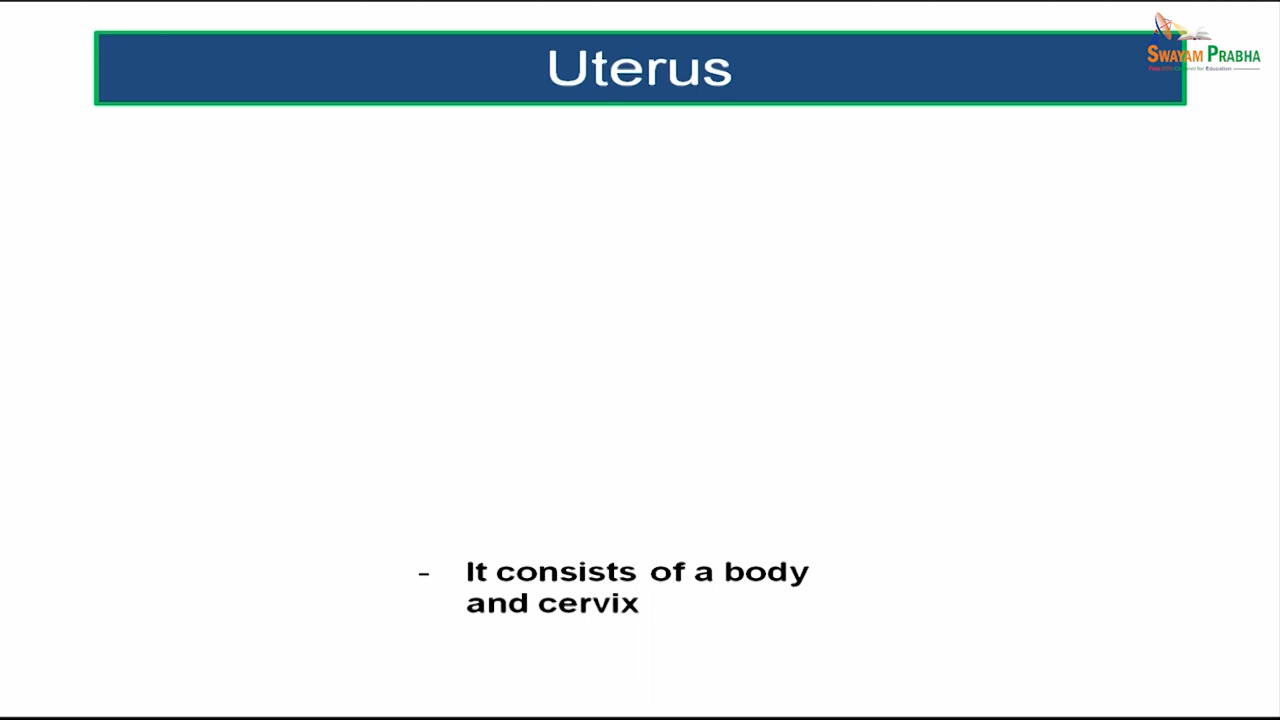 Uterus
SWAYAM PRABHA
- It consists of a body
and cervix